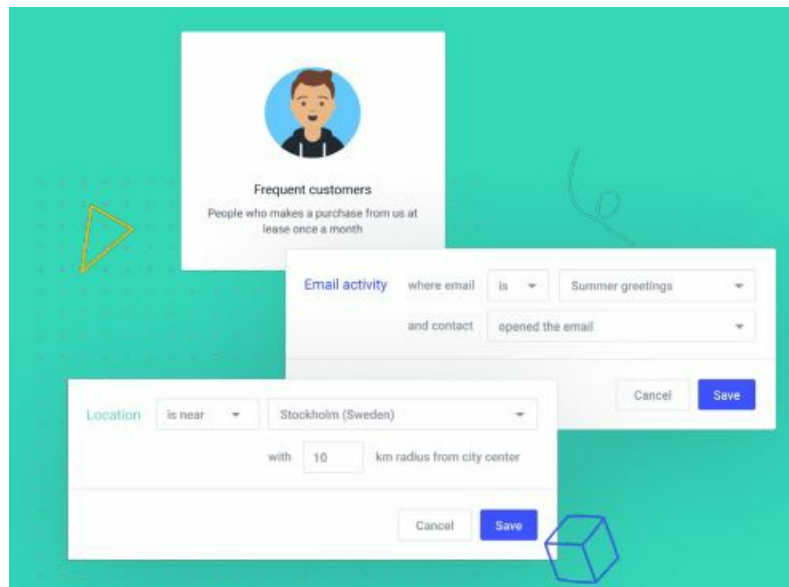 Frequent customers
People who makes a purchase from us at
lease once a month
Email activity where email is Summer greetings
and contact opened the email
Cancel Save
Location is near Stockholm (Sweden)
with 10 km radius from city center
Cancel Save